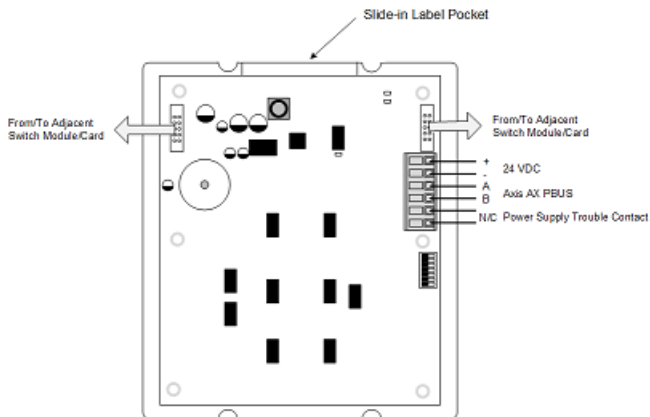 Slide-in Label Pocket
From/To Adjacent
Switch Module/Card
From/To Adjacent
Switch Module/Card
+
24 VDC
-
A
Axis AX PBUS
B
N/C Power Supply Trouble Contact